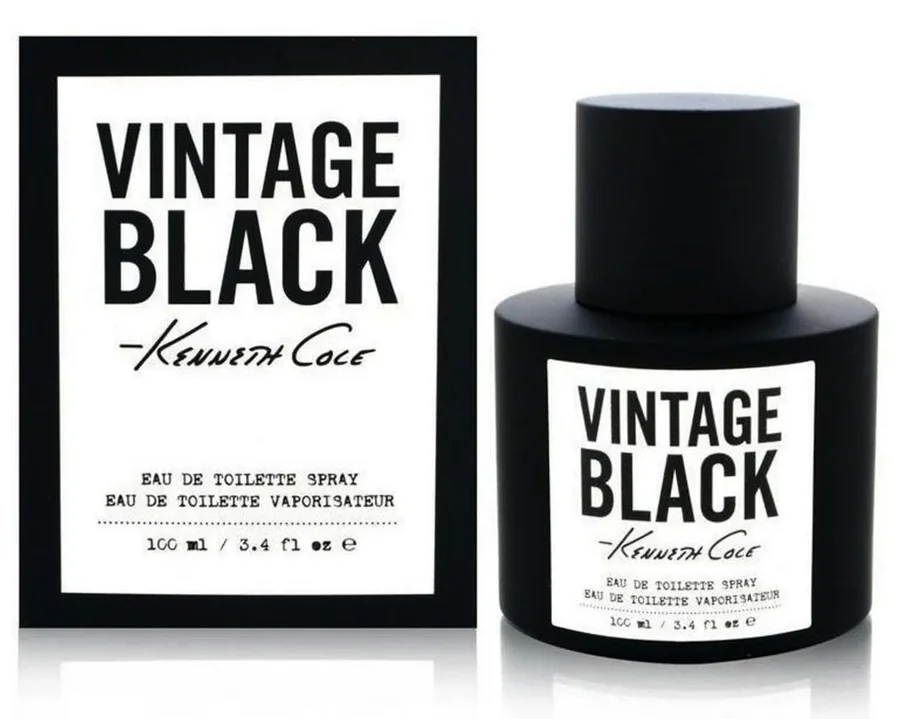 VINTAGE
BLACK
–Kenneth Cole
EAU DE TOILETTE SPRAY
EAU DE TOILETTE VAPORISATEUR
100 ml / 3.4 fl oz ℮
VINTAGE
BLACK
–Kenneth Cole
EAU DE TOILETTE SPRAY
EAU DE TOILETTE VAPORISATEUR
100 ml / 3.4 fl oz ℮